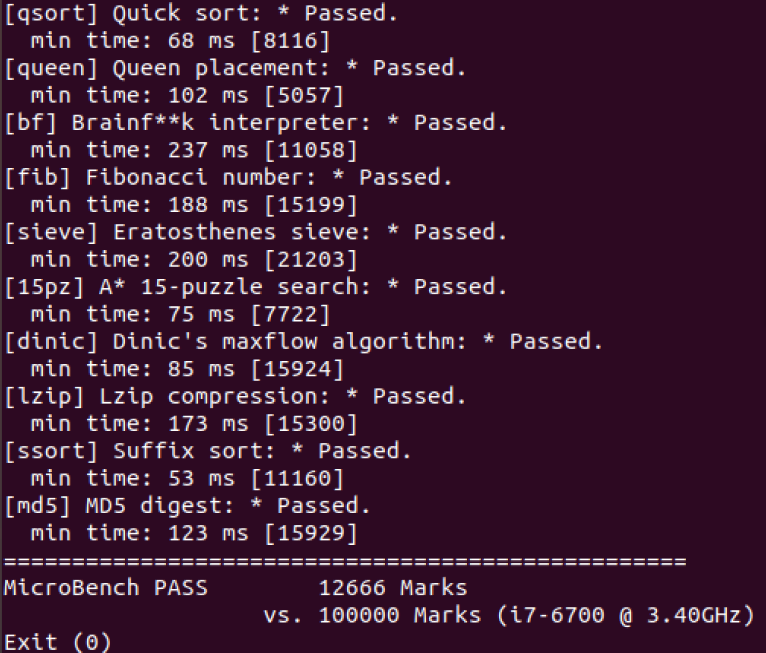 [qsort] Quick sort: * Passed.
  min time: 68 ms [8116]
[queen] Queen placement: * Passed.
  min time: 102 ms [5057]
[bf] Brainf**k interpreter: * Passed.
  min time: 237 ms [11058]
[fib] Fibonacci number: * Passed.
  min time: 188 ms [15199]
[sieve] Eratosthenes sieve: * Passed.
  min time: 200 ms [21203]
[15pz] A* 15-puzzle search: * Passed.
  min time: 75 ms [7722]
[dinic] Dinic's maxflow algorithm: * Passed.
  min time: 85 ms [15924]
[lzip] Lzip compression: * Passed.
  min time: 173 ms [15300]
[ssort] Suffix sort: * Passed.
  min time: 53 ms [11160]
[md5] MD5 digest: * Passed.
  min time: 123 ms [15929]
==================================================
MicroBench PASS        12666 Marks
                   vs. 100000 Marks (i7-6700 @ 3.40GHz)
Exit (0)